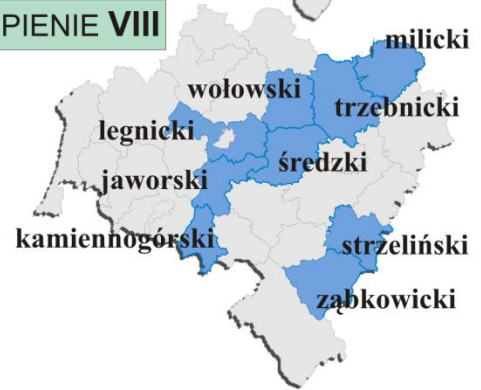 PIENIE VIII
milicki
wołowski
trzebnicki
legnicki
średzki
jaworski
kamiennogórski
strzeliński
ząbkowicki